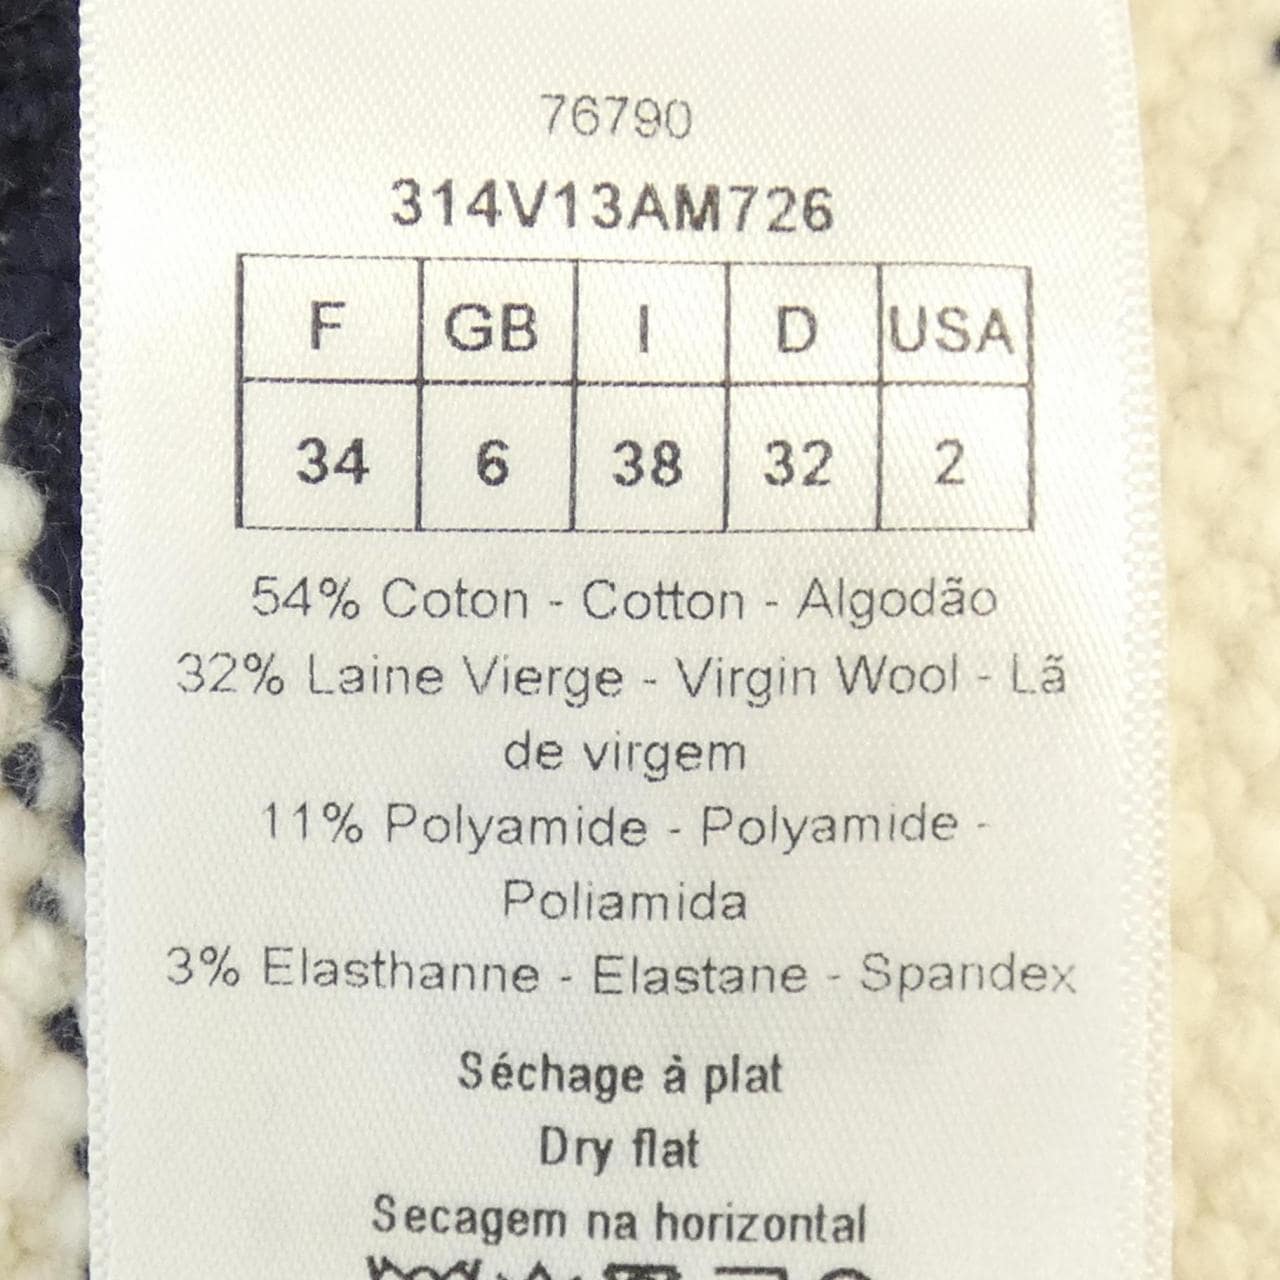 76790
314V13AM726
F GB I D USA
34 6 38 32 2
54% Coton - Cotton - Algodão
32% Laine Vierge - Virgin Wool - Lã
de virgem
11% Polyamide - Polyamide -
Poliamida
3% Elasthanne - Elastane - Spandex
Séchage à plat
Dry flat
Secagem na horizontal